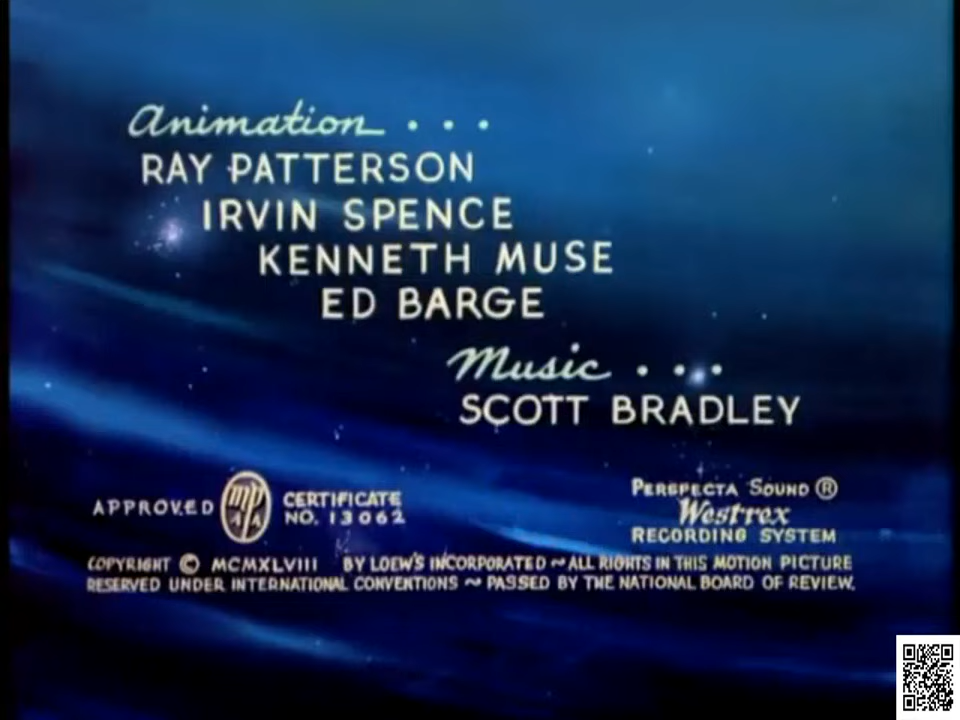 Animation . . .
RAY PATTERSON
IRVIN SPENCE
KENNETH MUSE
ED BARGE
Music . . .
SCOTT BRADLEY
APPROVED MPAA CERTIFICATE NO. 13062
PERSPECTA SOUND ®
Westrex
RECORDING SYSTEM
COPYRIGHT © MCMXLVIII BY LOEW'S INCORPORATED ~ ALL RIGHTS IN THIS MOTION PICTURE
RESERVED UNDER INTERNATIONAL CONVENTIONS ~ PASSED BY THE NATIONAL BOARD OF REVIEW.